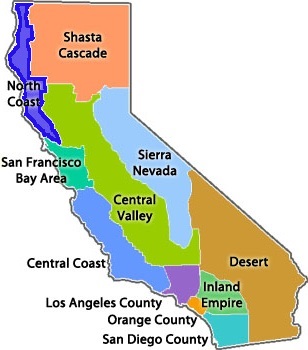 Shasta
Cascade
North
Coast
San Francisco
Bay Area
Sierra
Nevada
Central
Valley
Central Coast
Desert
Inland
Empire
Los Angeles County
Orange County
San Diego County